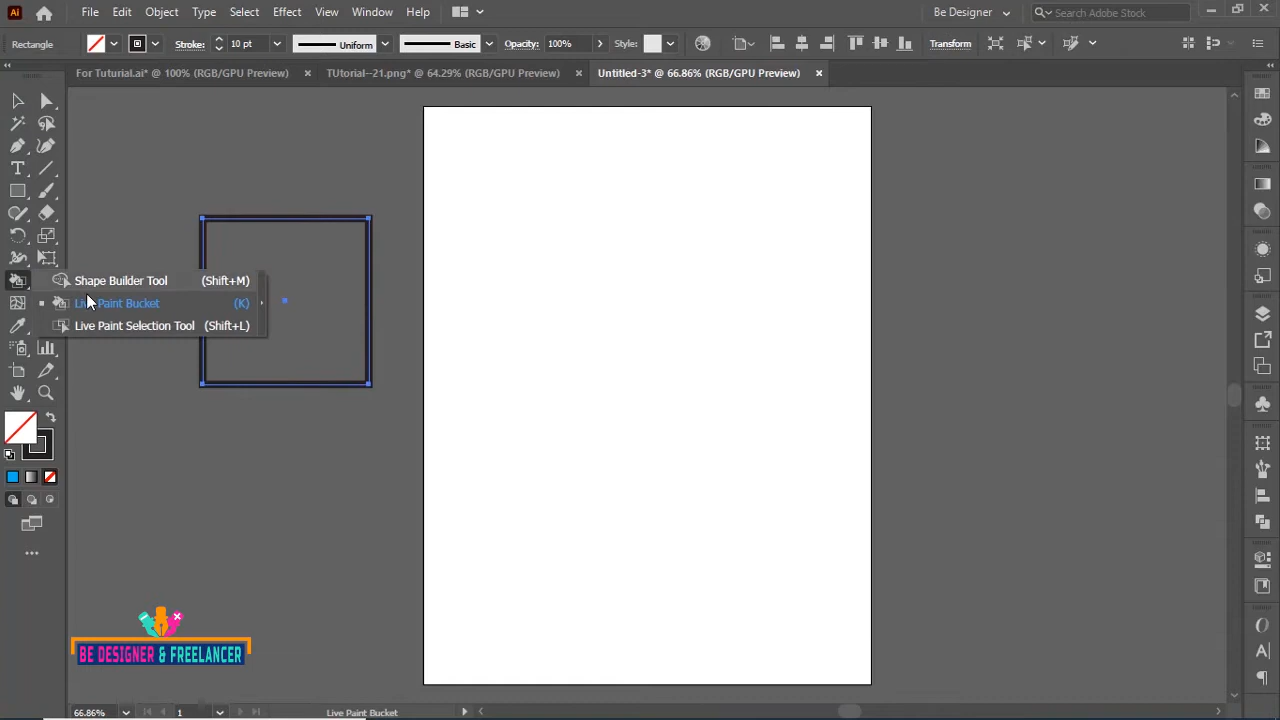 Ai File Edit Object Type Select Effect View Window Help Be Designer Search Adobe Stock
Rectangle Stroke: 10 pt Uniform Basic Opacity: 100% Style: Transform
For Tuturial.ai* @ 100% (RGB/GPU Preview) TUtorial--21.png* @ 64.29% (RGB/GPU Preview) Untitled-3* @ 66.86% (RGB/GPU Preview)
Shape Builder Tool (Shift+M)
Live Paint Bucket (K)
Live Paint Selection Tool (Shift+L)
BE DESIGNER & FREELANCER
66.86% 1 Live Paint Bucket